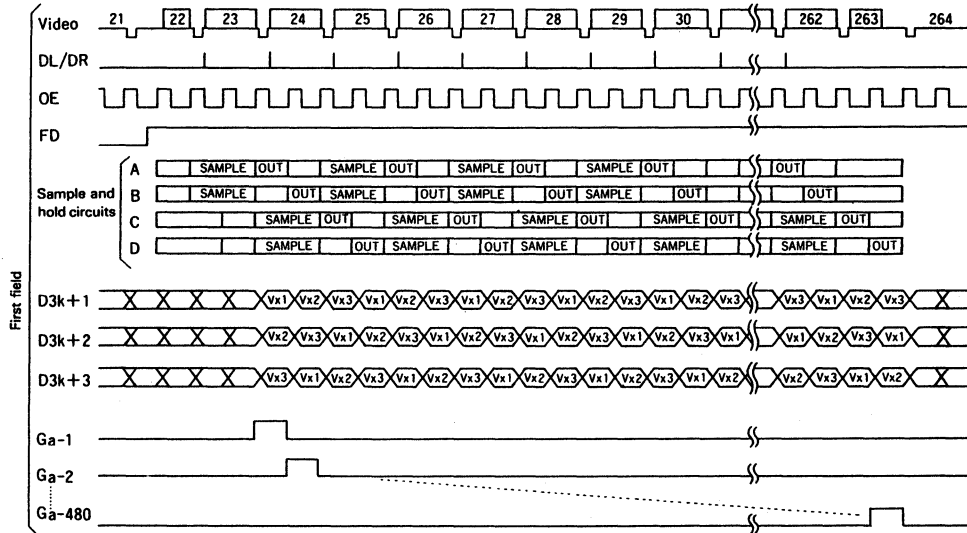 Video 21 22 23 24 25 26 27 28 29 30 262 263 264
DL/DR
OE
FD
Sample and hold circuits
A SAMPLE OUT SAMPLE OUT SAMPLE OUT SAMPLE OUT OUT
B SAMPLE OUT SAMPLE OUT SAMPLE OUT SAMPLE OUT OUT
C SAMPLE OUT SAMPLE OUT SAMPLE OUT SAMPLE OUT SAMPLE OUT
D SAMPLE OUT SAMPLE OUT SAMPLE OUT SAMPLE SAMPLE OUT
First field
D3k+1 Vx1 Vx2 Vx3 Vx1 Vx2 Vx3 Vx1 Vx2 Vx3 Vx1 Vx2 Vx3 Vx1 Vx2 Vx3 Vx3 Vx1 Vx2 Vx3
D3k+2 Vx2 Vx3 Vx1 Vx2 Vx3 Vx1 Vx2 Vx3 Vx1 Vx2 Vx3 Vx1 Vx2 Vx3 Vx1 Vx1 Vx2 Vx3 Vx1
D3k+3 Vx3 Vx1 Vx2 Vx3 Vx1 Vx2 Vx3 Vx1 Vx2 Vx3 Vx1 Vx2 Vx3 Vx1 Vx2 Vx2 Vx3 Vx1 Vx2
Ga-1
Ga-2
Ga-480